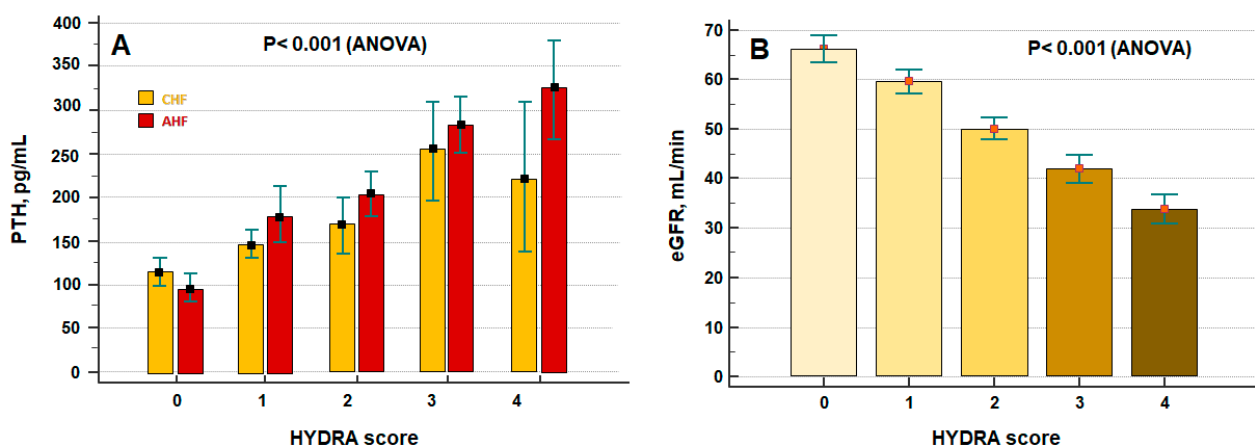 A
P< 0.001 (ANOVA)
CHF
AHF
PTH, pg/mL
400
350
300
250
200
150
100
50
0
0 1 2 3 4
HYDRA score
B
P< 0.001 (ANOVA)
eGFR, mL/min
70
60
50
40
30
20
10
0
0 1 2 3 4
HYDRA score